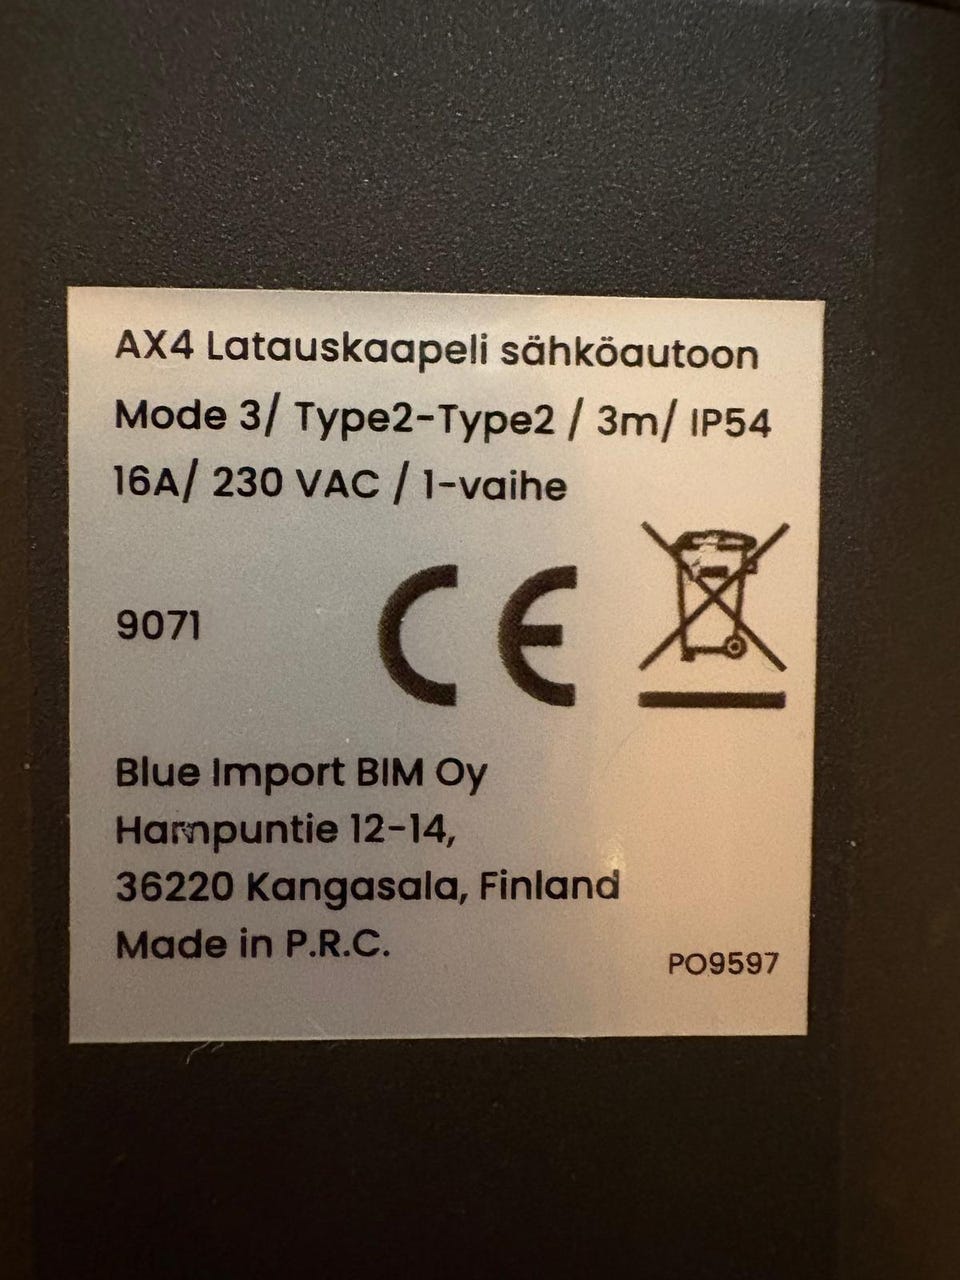 AX4 Latauskaapeli sähköautoon
Mode 3/ Type2-Type2 / 3m/ IP54
16A/ 230 VAC / 1-vaihe
9071
CE
Blue Import BIM Oy
Harnpuntie 12-14,
36220 Kangasala, Finland
Made in P.R.C.
PO9597